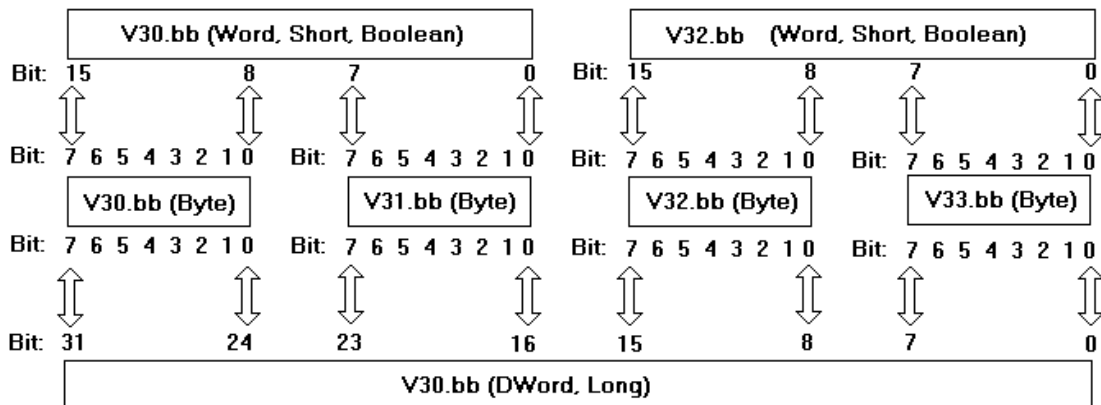 V30.bb (Word, Short, Boolean) V32.bb (Word, Short, Boolean)
Bit: 15 8 7 0 Bit: 15 8 7 0
Bit: 7 6 5 4 3 2 1 0 Bit: 7 6 5 4 3 2 1 0 Bit: 7 6 5 4 3 2 1 0 Bit: 7 6 5 4 3 2 1 0
V30.bb (Byte) V31.bb (Byte) V32.bb (Byte) V33.bb (Byte)
Bit: 7 6 5 4 3 2 1 0 Bit: 7 6 5 4 3 2 1 0 Bit: 7 6 5 4 3 2 1 0 Bit: 7 6 5 4 3 2 1 0
Bit: 31 24 23 16 15 8 7 0
V30.bb (DWord, Long)